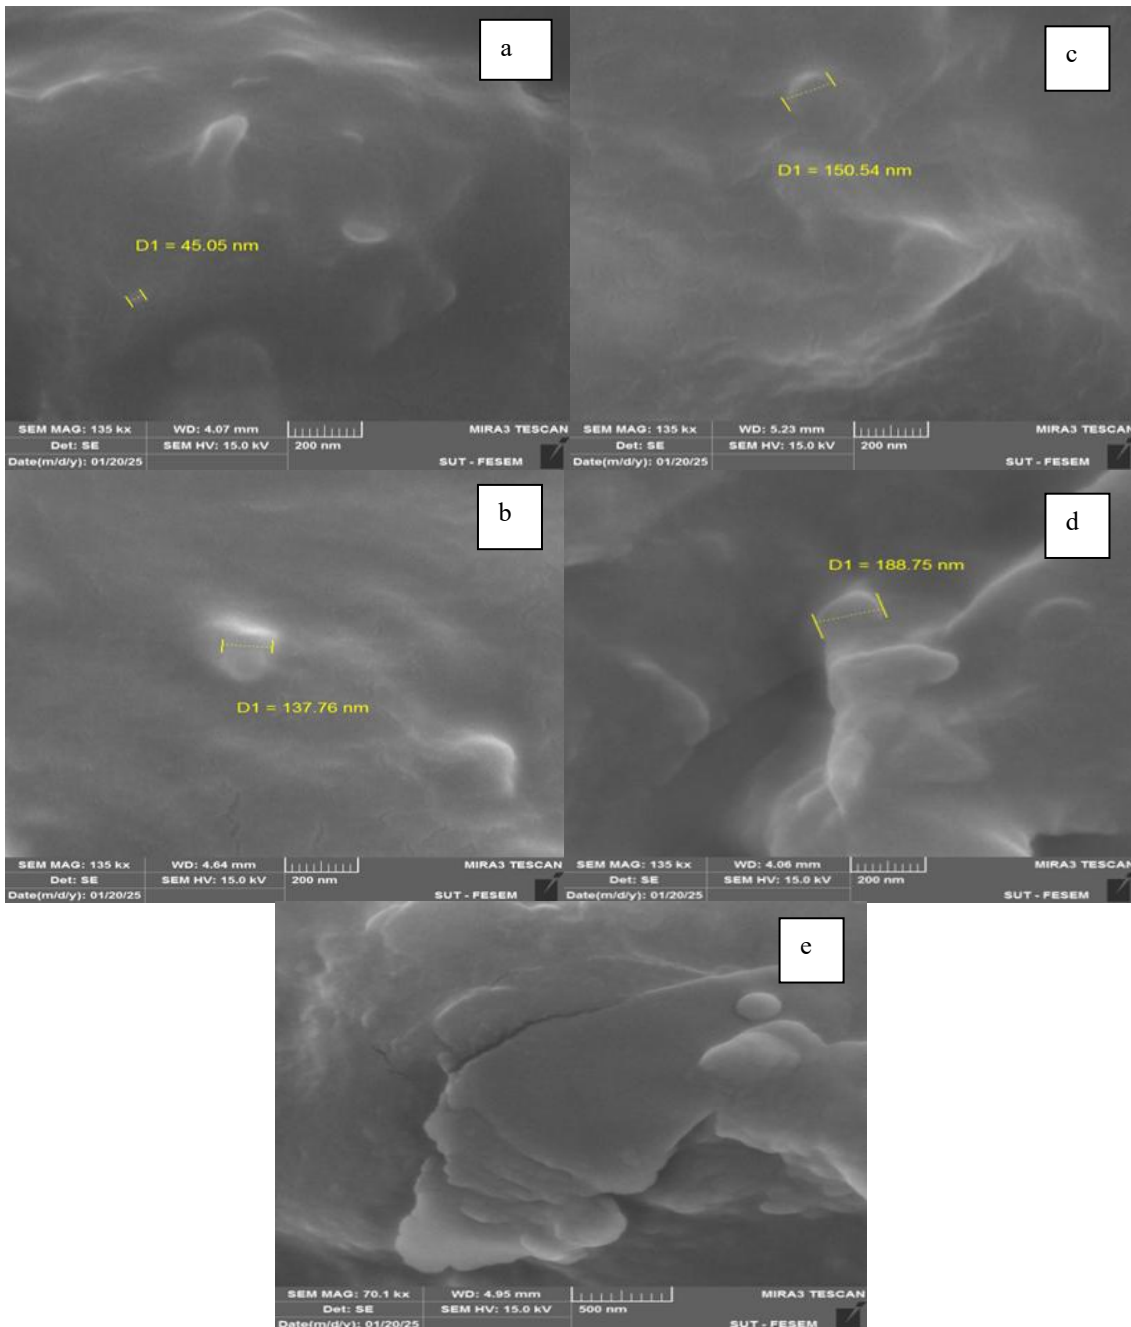 a
D1 = 45.05 nm
SEM MAG: 135 kx WD: 4.07 mm MIRA3 TESCAN
Det: SE SEM HV: 15.0 kV 200 nm
Date(m/d/y): 01/20/25 SUT - FESEM
c
D1 = 150.54 nm
SEM MAG: 135 kx WD: 5.23 mm MIRA3 TESCAN
Det: SE SEM HV: 15.0 kV 200 nm
Date(m/d/y): 01/20/25 SUT - FESEM
b
D1 = 137.76 nm
SEM MAG: 135 kx WD: 4.64 mm MIRA3 TESCAN
Det: SE SEM HV: 15.0 kV 200 nm
Date(m/d/y): 01/20/25 SUT - FESEM
d
D1 = 188.75 nm
SEM MAG: 135 kx WD: 4.06 mm MIRA3 TESCAN
Det: SE SEM HV: 15.0 kV 200 nm
Date(m/d/y): 01/20/25 SUT - FESEM
e
SEM MAG: 70.1 kx WD: 4.95 mm MIRA3 TESCAN
Det: SE SEM HV: 15.0 kV 500 nm
Date(m/d/y): 01/20/25 SUT - FESEM